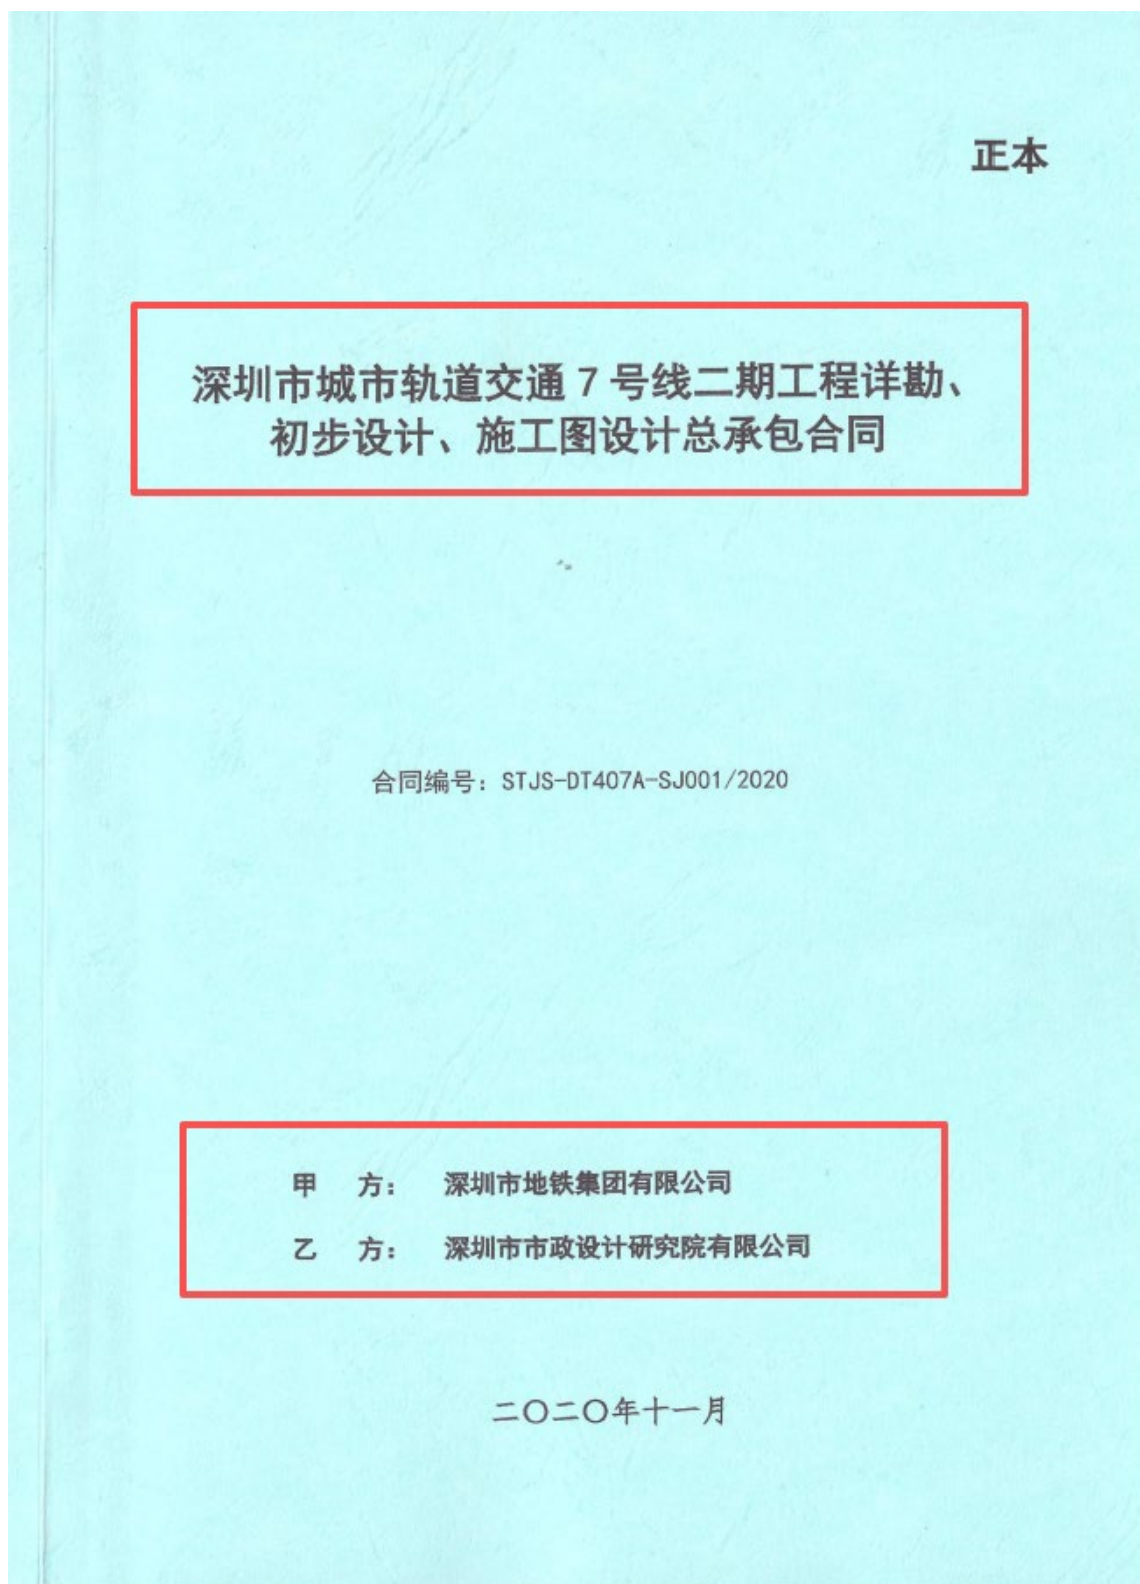 正本
深圳市城市轨道交通7号线二期工程详勘、
初步设计、施工图设计总承包合同
合同编号：STJS-DT407A-SJ001/2020
甲 方： 深圳市地铁集团有限公司
乙 方： 深圳市市政设计研究院有限公司
二〇二〇年十一月